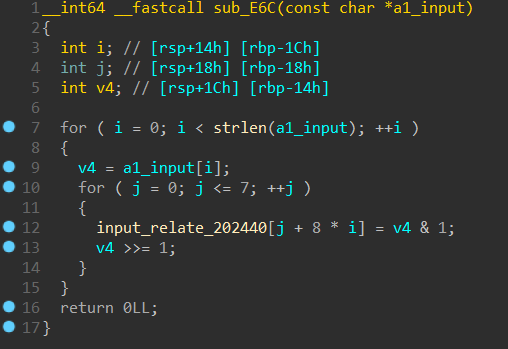 1 __int64 __fastcall sub_E6C(const char *a1_input)
2 {
3   int i; // [rsp+14h] [rbp-1Ch]
4   int j; // [rsp+18h] [rbp-18h]
5   int v4; // [rsp+1Ch] [rbp-14h]
6
7   for ( i = 0; i < strlen(a1_input); ++i )
8   {
9     v4 = a1_input[i];
10     for ( j = 0; j <= 7; ++j )
11     {
12       input_relate_202440[j + 8 * i] = v4 & 1;
13       v4 >>= 1;
14     }
15   }
16   return 0LL;
17 }